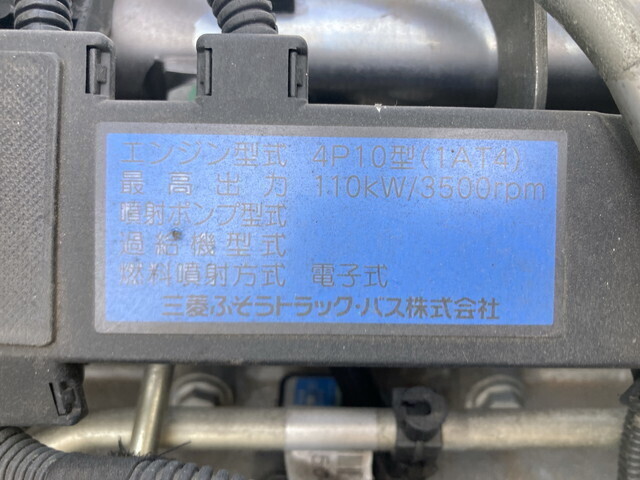 エンジン型式 4P10型(1AT4)
最高出力 110kW/3500rpm
噴射ポンプ型式
過給機型式
燃料噴射方式 電子式
三菱ふそうトラック・バス株式会社